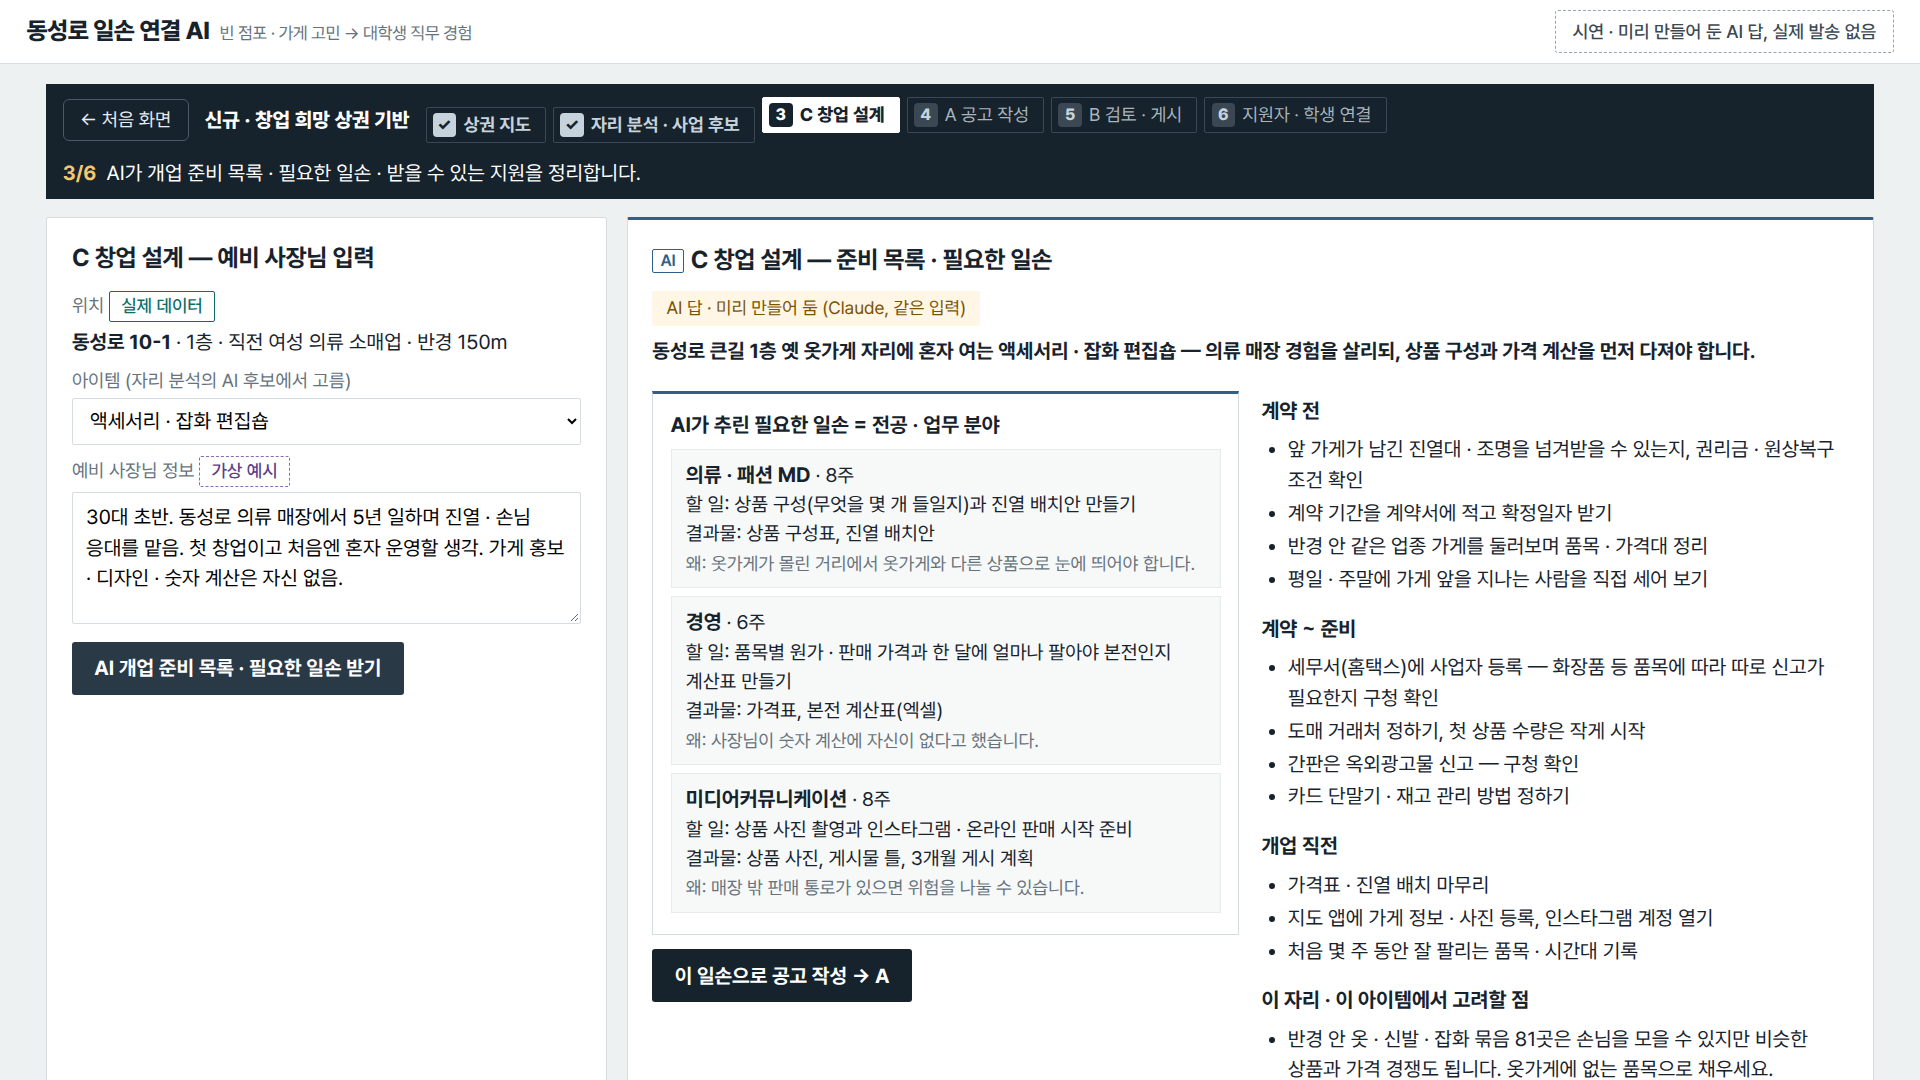 동성로 일손 연결 AI 빈 점포 · 가게 고민 → 대학생 직무 경험
시연 · 미리 만들어 둔 AI 답, 실제 발송 없음
← 처음 화면
신규 · 창업 희망 상권 기반
✓ 상권 지도
✓ 자리 분석 · 사업 후보
3 C 창업 설계
4 A 공고 작성
5 B 검토 · 게시
6 지원자 · 학생 연결
3/6 AI가 개업 준비 목록 · 필요한 일손 · 받을 수 있는 지원을 정리합니다.
C 창업 설계 — 예비 사장님 입력
위치 실제 데이터
동성로 10-1 · 1층 · 직전 여성 의류 소매업 · 반경 150m
아이템 (자리 분석의 AI 후보에서 고름)
액세서리 · 잡화 편집숍
예비 사장님 정보 가상 예시
30대 초반. 동성로 의류 매장에서 5년 일하며 진열 · 손님
응대를 맡음. 첫 창업이고 처음엔 혼자 운영할 생각. 가게 홍보
· 디자인 · 숫자 계산은 자신 없음.
AI 개업 준비 목록 · 필요한 일손 받기
AI C 창업 설계 — 준비 목록 · 필요한 일손
AI 답 · 미리 만들어 둠 (Claude, 같은 입력)
동성로 큰길 1층 옛 옷가게 자리에 혼자 여는 액세서리 · 잡화 편집숍 — 의류 매장 경험을 살리되, 상품 구성과 가격 계산을 먼저 다져야 합니다.
AI가 추린 필요한 일손 = 전공 · 업무 분야
의류 · 패션 MD · 8주
할 일: 상품 구성(무엇을 몇 개 들일지)과 진열 배치안 만들기
결과물: 상품 구성표, 진열 배치안
왜: 옷가게가 몰린 거리에서 옷가게와 다른 상품으로 눈에 띄어야 합니다.
경영 · 6주
할 일: 품목별 원가 · 판매 가격과 한 달에 얼마나 팔아야 본전인지
계산표 만들기
결과물: 가격표, 본전 계산표(엑셀)
왜: 사장님이 숫자 계산에 자신이 없다고 했습니다.
미디어커뮤니케이션 · 8주
할 일: 상품 사진 촬영과 인스타그램 · 온라인 판매 시작 준비
결과물: 상품 사진, 게시물 틀, 3개월 게시 계획
왜: 매장 밖 판매 통로가 있으면 위험을 나눌 수 있습니다.
이 일손으로 공고 작성 → A
계약 전
• 앞 가게가 남긴 진열대 · 조명을 넘겨받을 수 있는지, 권리금 · 원상복구
조건 확인
• 계약 기간을 계약서에 적고 확정일자 받기
• 반경 안 같은 업종 가게를 둘러보며 품목 · 가격대 정리
• 평일 · 주말에 가게 앞을 지나는 사람을 직접 세어 보기
계약 ~ 준비
• 세무서(홈택스)에 사업자 등록 — 화장품 등 품목에 따라 따로 신고가
필요한지 구청 확인
• 도매 거래처 정하기, 첫 상품 수량은 작게 시작
• 간판은 옥외광고물 신고 — 구청 확인
• 카드 단말기 · 재고 관리 방법 정하기
개업 직전
• 가격표 · 진열 배치 마무리
• 지도 앱에 가게 정보 · 사진 등록, 인스타그램 계정 열기
• 처음 몇 주 동안 잘 팔리는 품목 · 시간대 기록
이 자리 · 이 아이템에서 고려할 점
• 반경 안 옷 · 신발 · 잡화 묶음 81곳은 손님을 모을 수 있지만 비슷한
상품과 가격 경쟁도 됩니다. 옷가게에 없는 품목으로 채우세요.